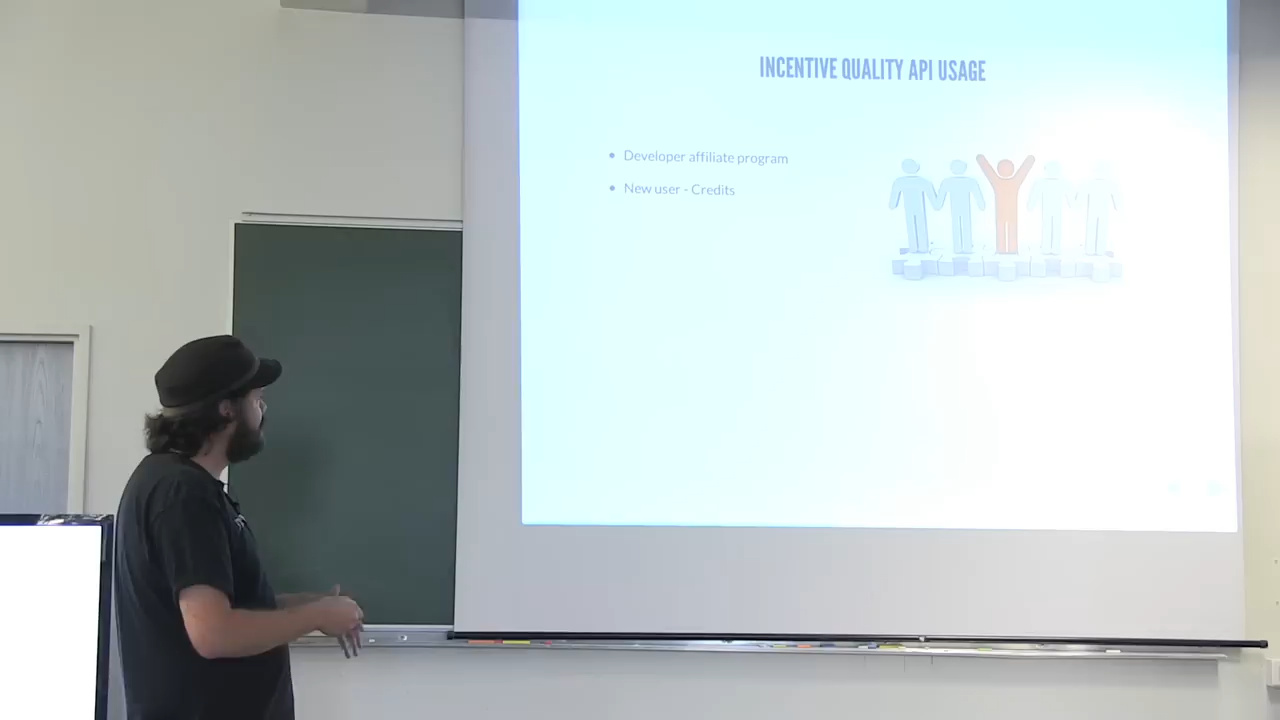 INCENTIVE QUALITY API USAGE
Developer affiliate program
New user - Credits